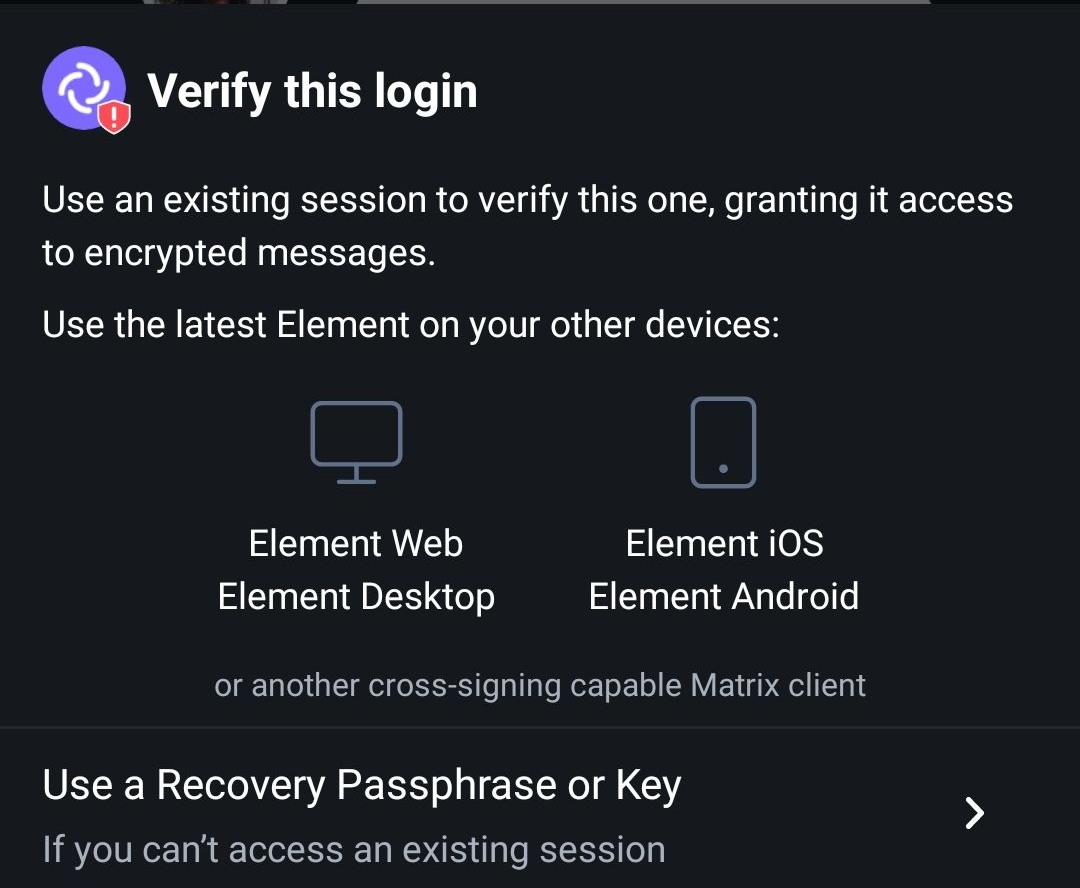 Verify this login
Use an existing session to verify this one, granting it access
to encrypted messages.
Use the latest Element on your other devices:
Element Web
Element Desktop
Element iOS
Element Android
or another cross-signing capable Matrix client
Use a Recovery Passphrase or Key
If you can’t access an existing session